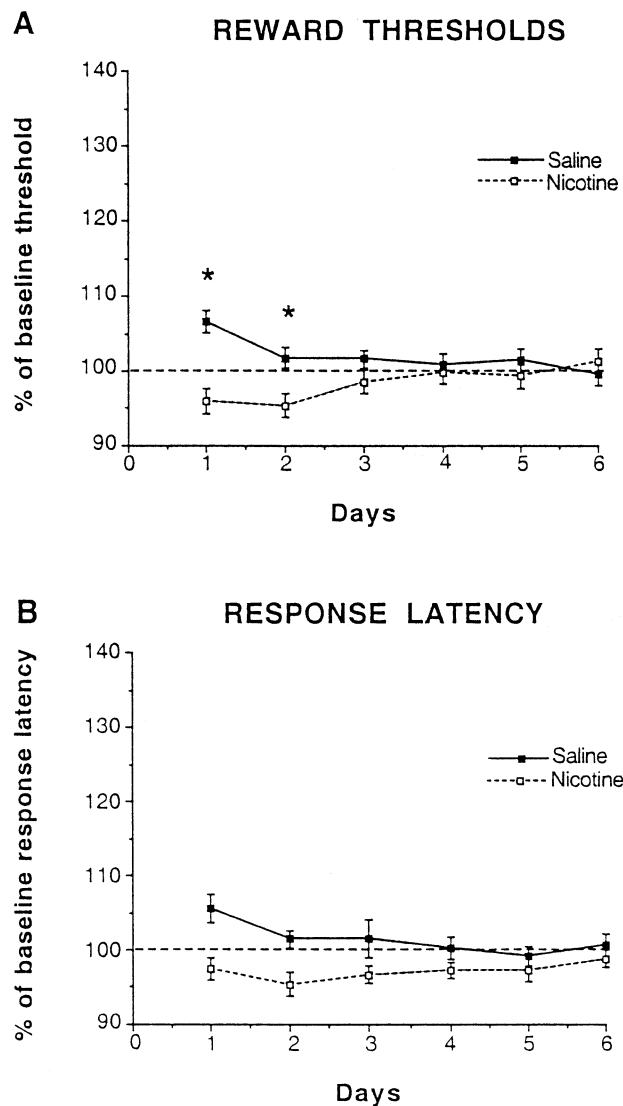 A
REWARD THRESHOLDS
% of baseline threshold
140
130
120
110
100
90
Saline
Nicotine
*
*
0 1 2 3 4 5 6
Days
B
RESPONSE LATENCY
% of baseline response latency
140
130
120
110
100
90
Saline
Nicotine
0 1 2 3 4 5 6
Days